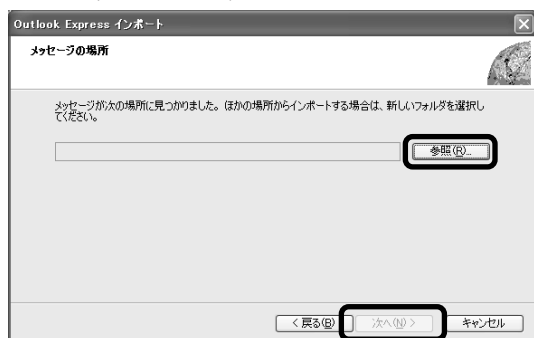 Outlook Express インポート
メッセージの場所
メッセージが次の場所に見つかりました。ほかの場所からインポートする場合は、新しいフォルダを選択し
てください。
参照(R)...
< 戻る(B)
次へ(N) >
キャンセル